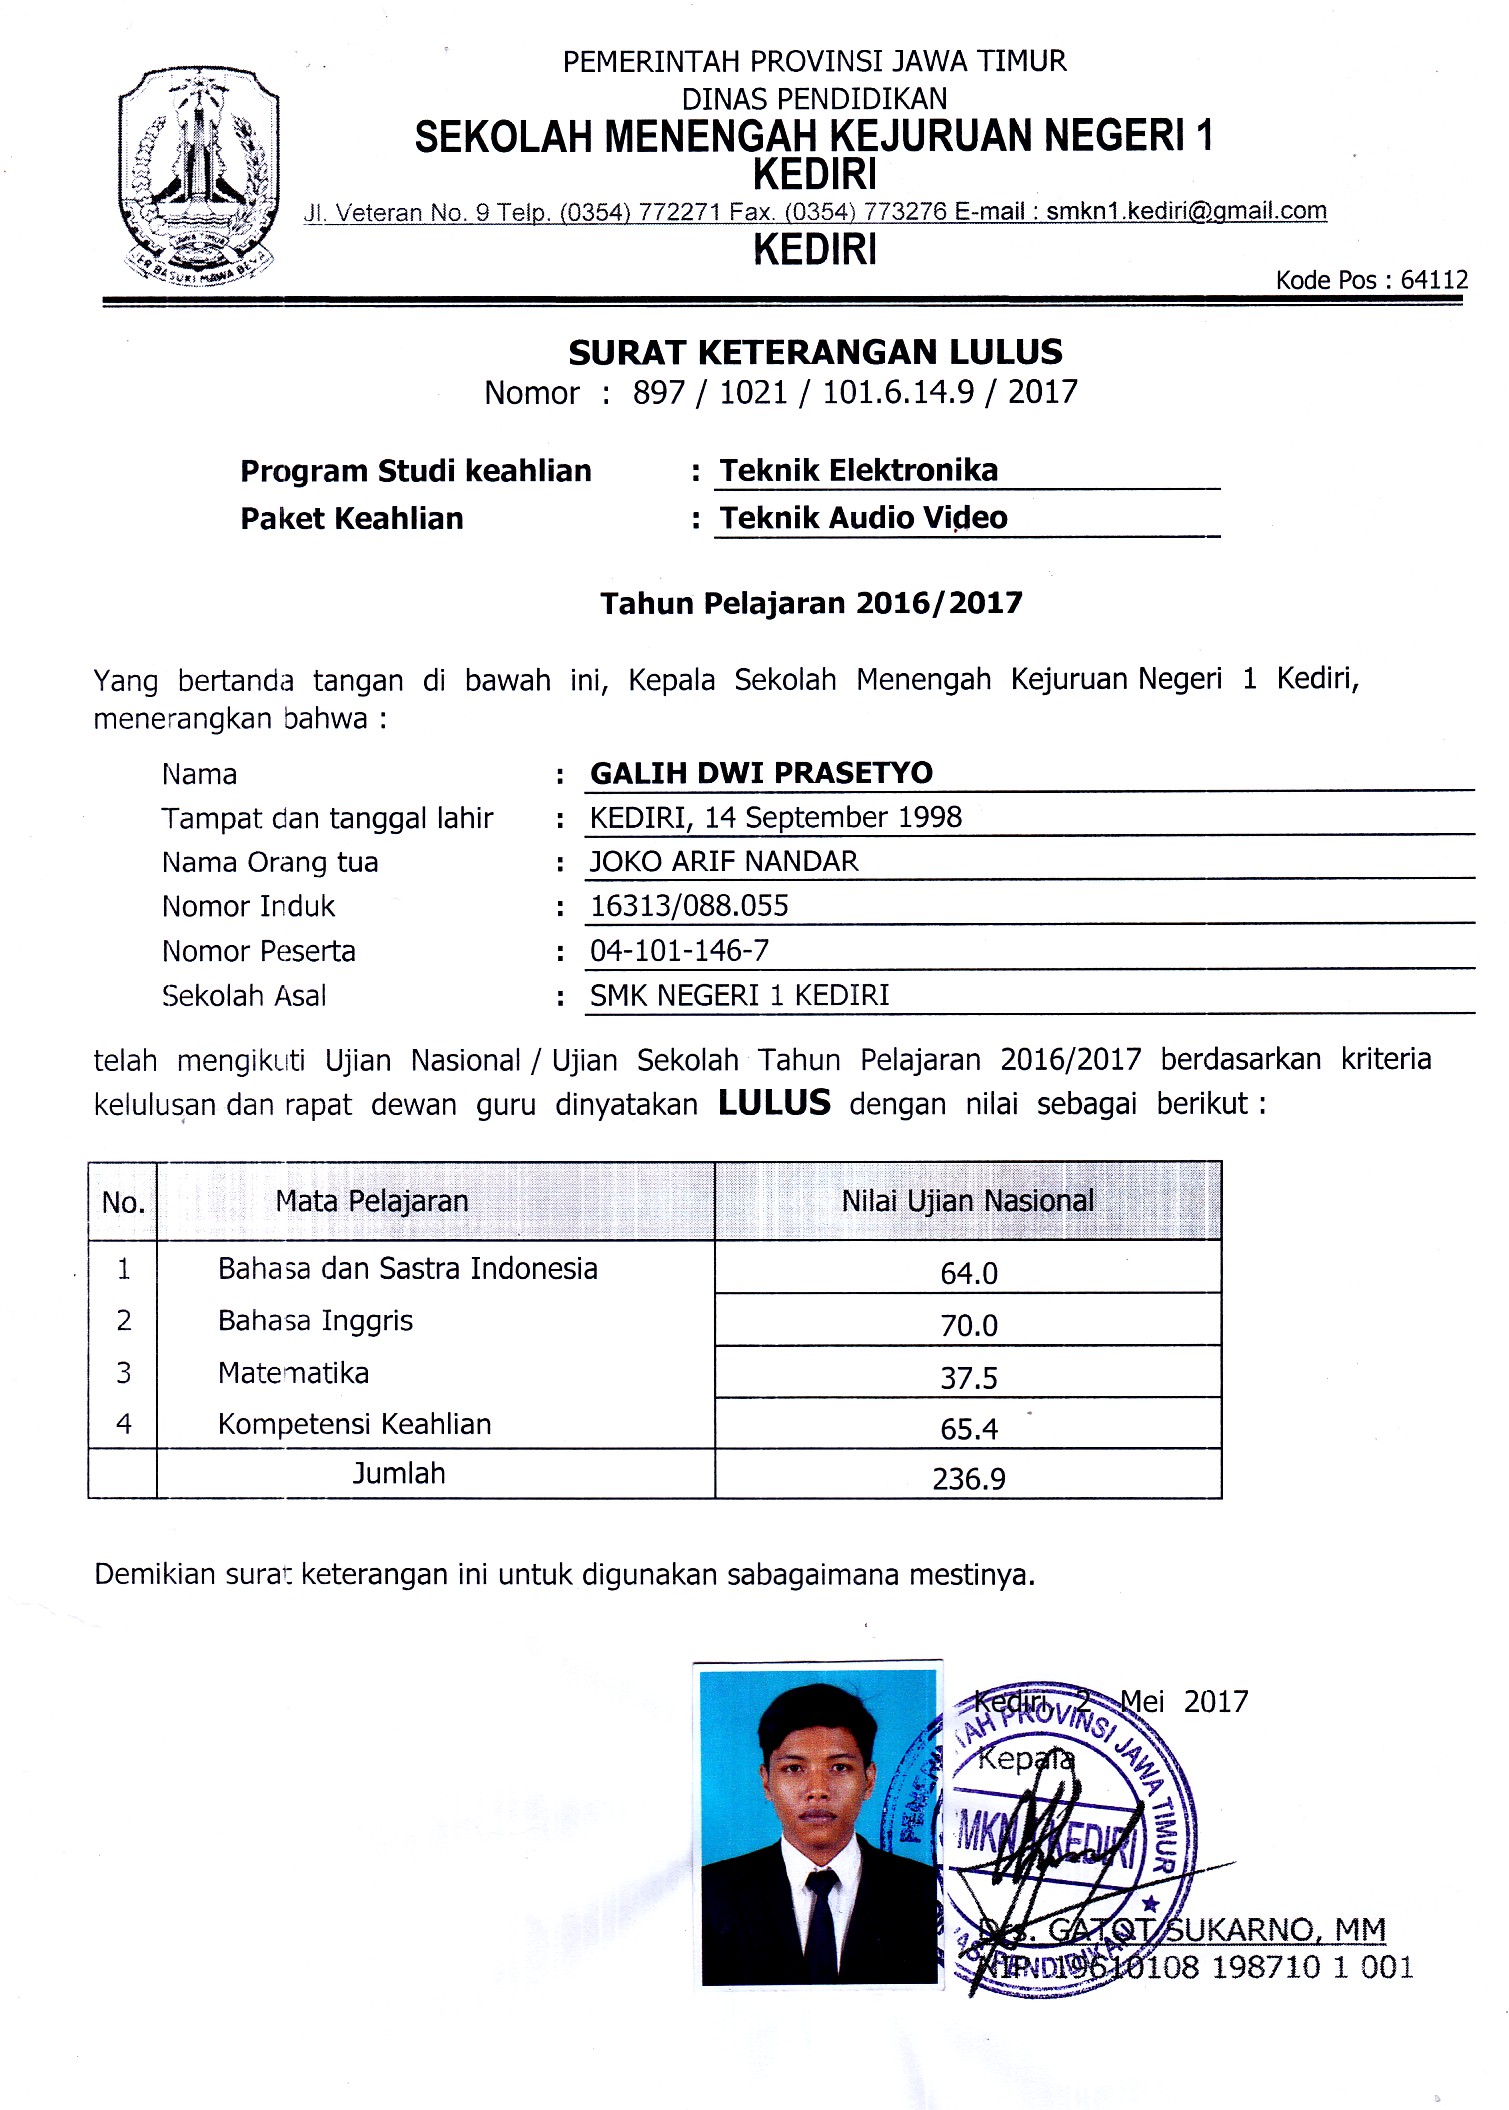 PEMERINTAH PROVINSI JAWA TIMUR
DINAS PENDIDIKAN
SEKOLAH MENENGAH KEJURUAN NEGERI 1
KEDIRI
Jl. Veteran No. 9 Telp. (0354) 772271 Fax. (0354) 773276 E-mail : smkn1.kediri@gmail.com
KEDIRI
JAWA TIMUR
JER BASUKI MAWA BEYA
Kode Pos : 64112
SURAT KETERANGAN LULUS
Nomor : 897 / 1021 / 101.6.14.9 / 2017
Program Studi keahlian : Teknik Elektronika
Paket Keahlian : Teknik Audio Video
Tahun Pelajaran 2016/2017
Yang bertanda tangan di bawah ini, Kepala Sekolah Menengah Kejuruan Negeri 1 Kediri,
menerangkan bahwa :
Nama : GALIH DWI PRASETYO
Tampat dan tanggal lahir : KEDIRI, 14 September 1998
Nama Orang tua : JOKO ARIF NANDAR
Nomor Induk : 16313/088.055
Nomor Peserta : 04-101-146-7
Sekolah Asal : SMK NEGERI 1 KEDIRI
telah mengikuti Ujian Nasional / Ujian Sekolah Tahun Pelajaran 2016/2017 berdasarkan kriteria
kelulusan dan rapat dewan guru dinyatakan LULUS dengan nilai sebagai berikut :
No. Mata Pelajaran Nilai Ujian Nasional
1 Bahasa dan Sastra Indonesia 64.0
2 Bahasa Inggris 70.0
3 Matematika 37.5
4 Kompetensi Keahlian 65.4
Jumlah 236.9
Demikian surat keterangan ini untuk digunakan sabagaimana mestinya.
Kediri, 2 Mei 2017
Kepala
PROVINSI JAWA TIMUR
KEDIRI
PENDIDIKAN
Drs. GATOT SUKARNO, MM
NIP. 19610108 198710 1 001